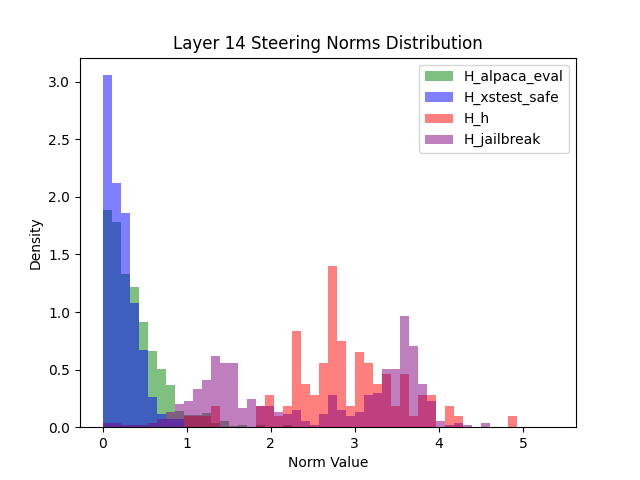 Layer 14 Steering Norms Distribution
H_alpaca_eval
H_xstest_safe
H_h
H_jailbreak
Density
3.0
2.5
2.0
1.5
1.0
0.5
0.0
0 1 2 3 4 5
Norm Value